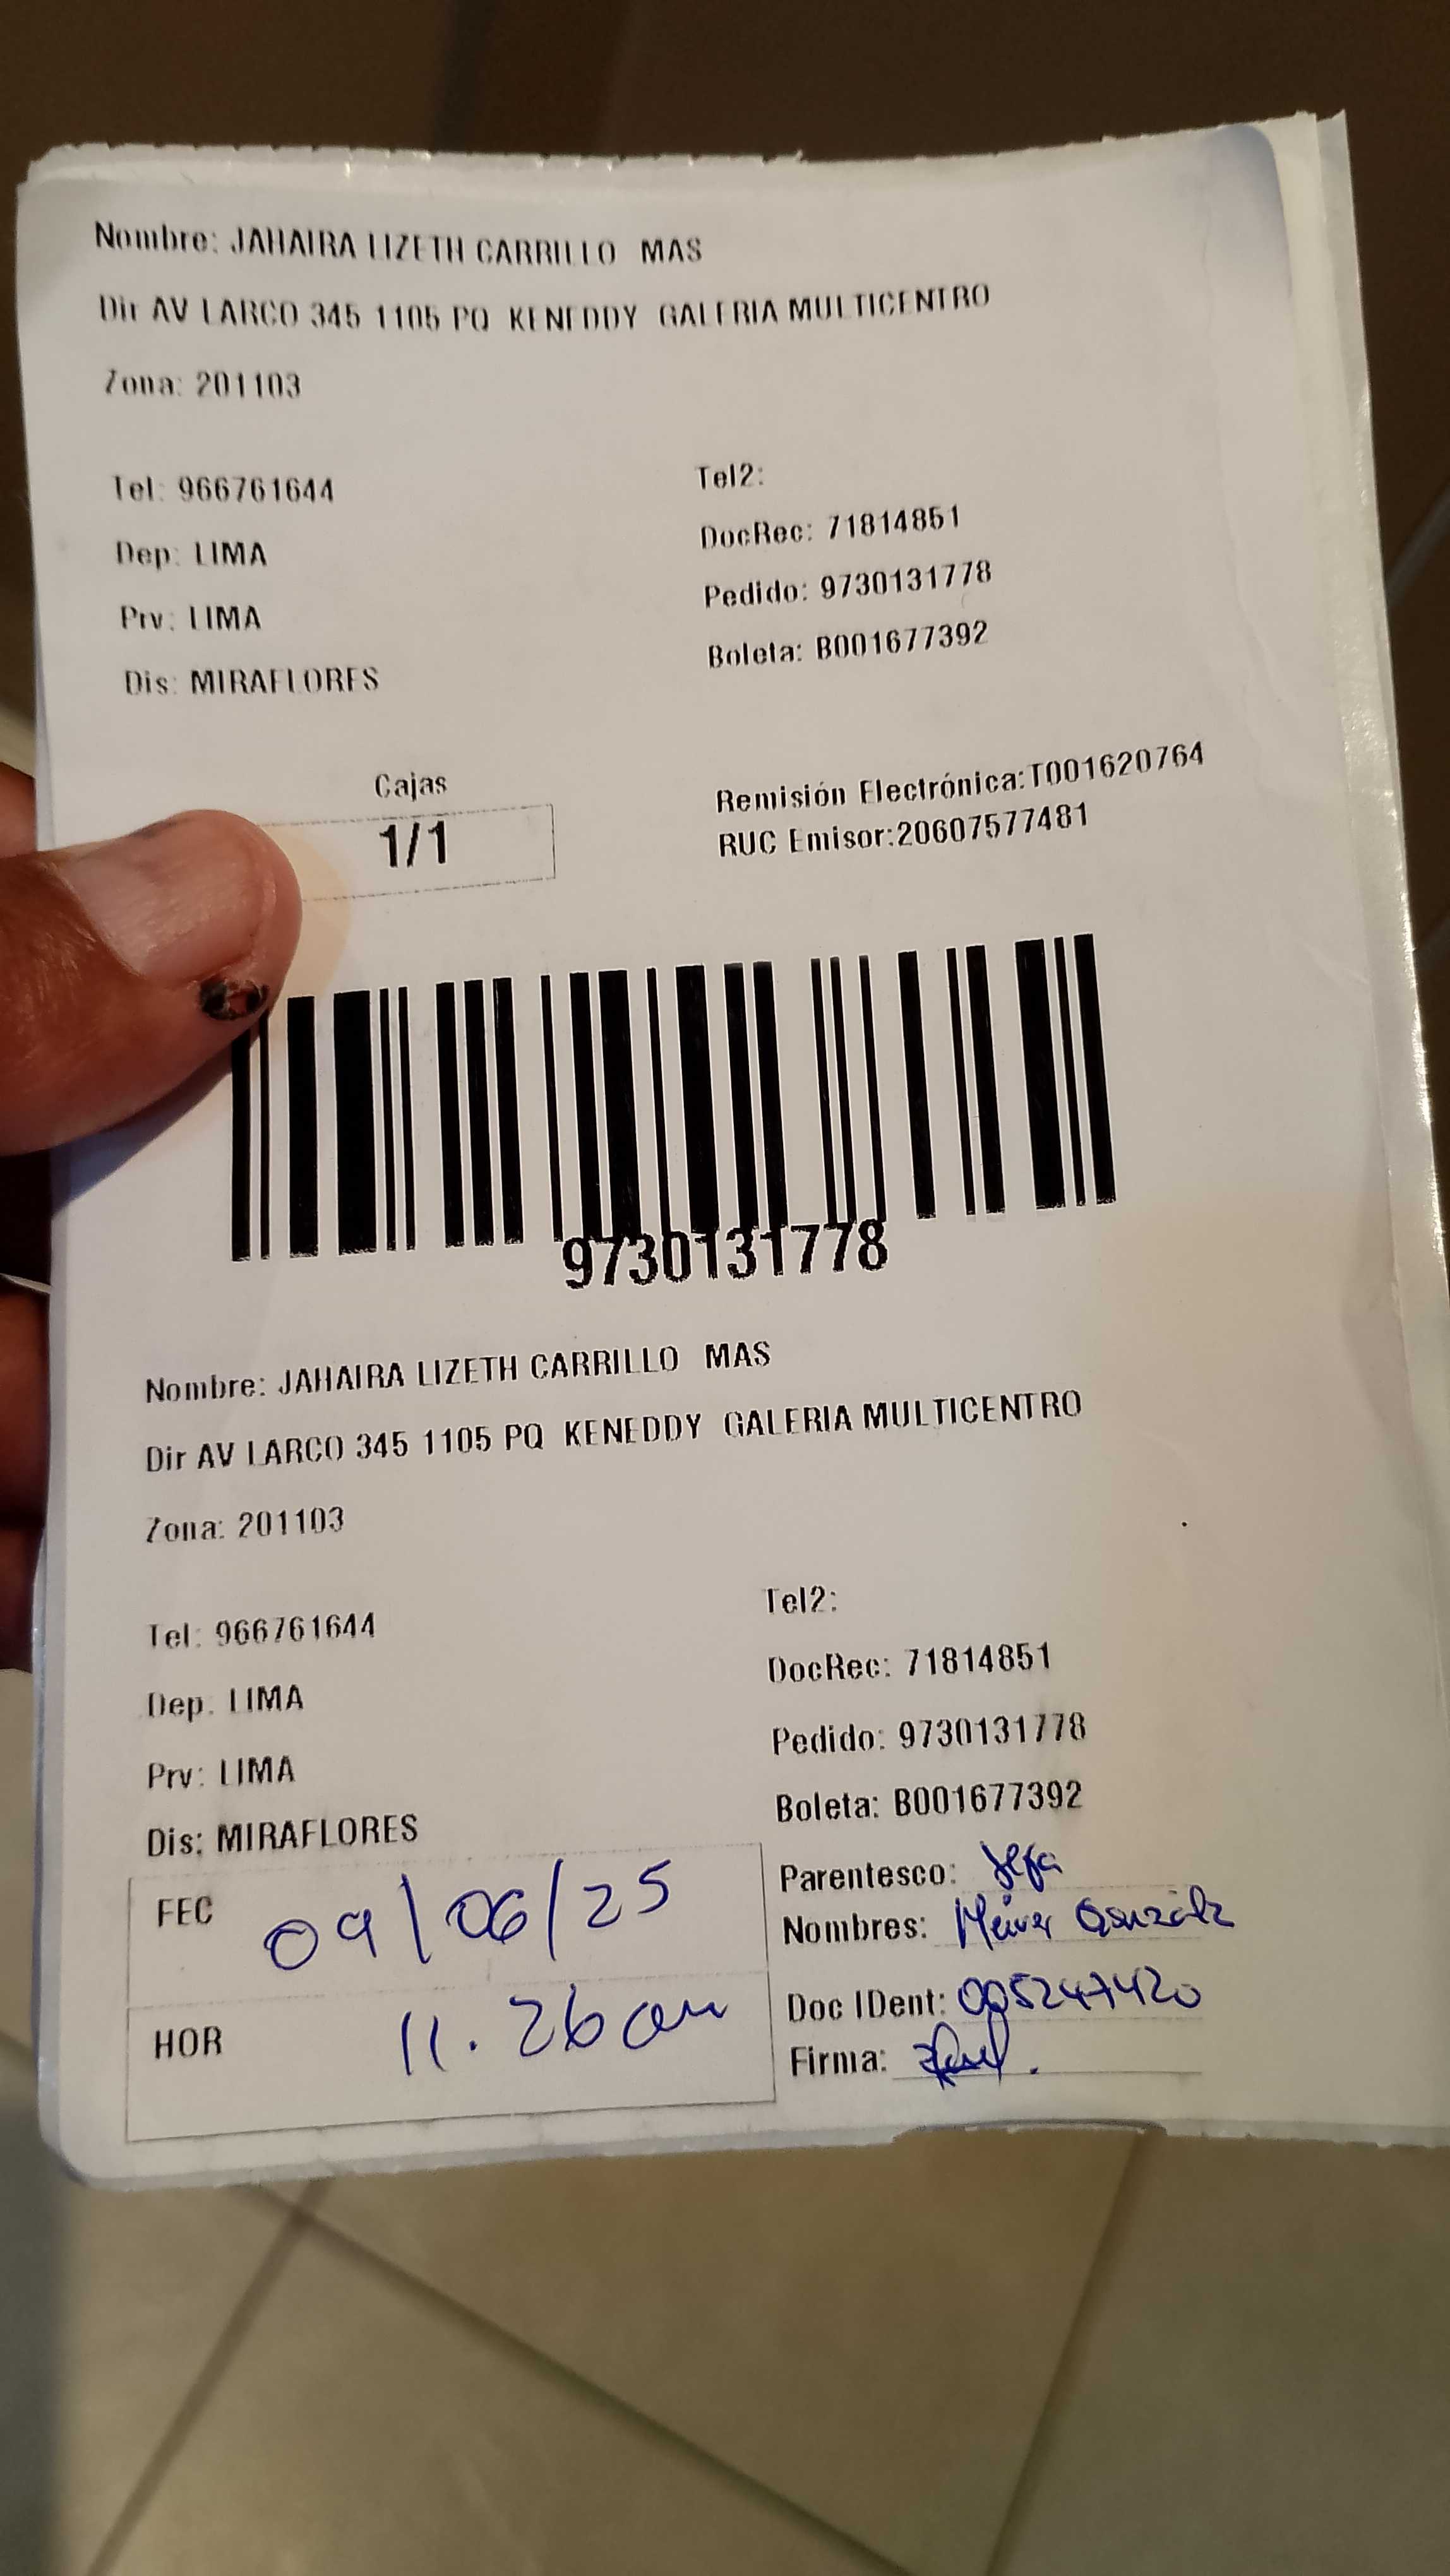 Nombre: JAHAIRA LIZETH CARRILLO MAS
Dir AV LARCO 345 1105 PQ KENEDDY GALERIA MULTICENTRO
Zona: 201103
Tel: 966761644 Tel2:
Dep: LIMA DocRec: 71814851
Prv: LIMA Pedido: 9730131778
Dis: MIRAFLORES Boleta: B001677392
Cajas
1/1
Remisión Electrónica:T001620764
RUC Emisor:20607577481
9730131778
Nombre: JAHAIRA LIZETH CARRILLO MAS
Dir AV LARCO 345 1105 PQ KENEDDY GALERIA MULTICENTRO
Zona: 201103
Tel: 966761644 Tel2:
Dep: LIMA DocRec: 71814851
Prv: LIMA Pedido: 9730131778
Dis: MIRAFLORES Boleta: B001677392
FEC 09/06/25
HOR 11.26 am
Parentesco: Jefa
Nombres:
Doc IDent: 005247420
Firma: